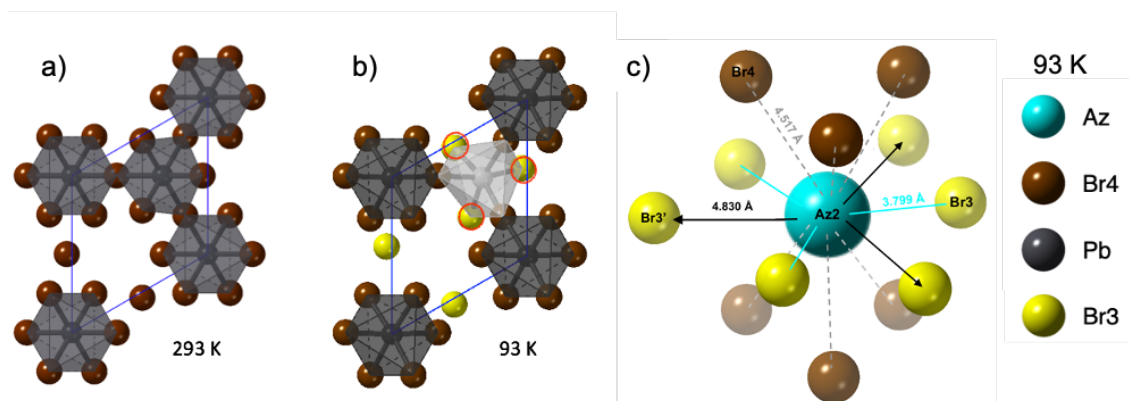 a)
293 K
b)
93 K
c)
Br4
4.517 Å
Br3'
4.830 Å
Az2
3.799 Å
Br3
93 K
Az
Br4
Pb
Br3